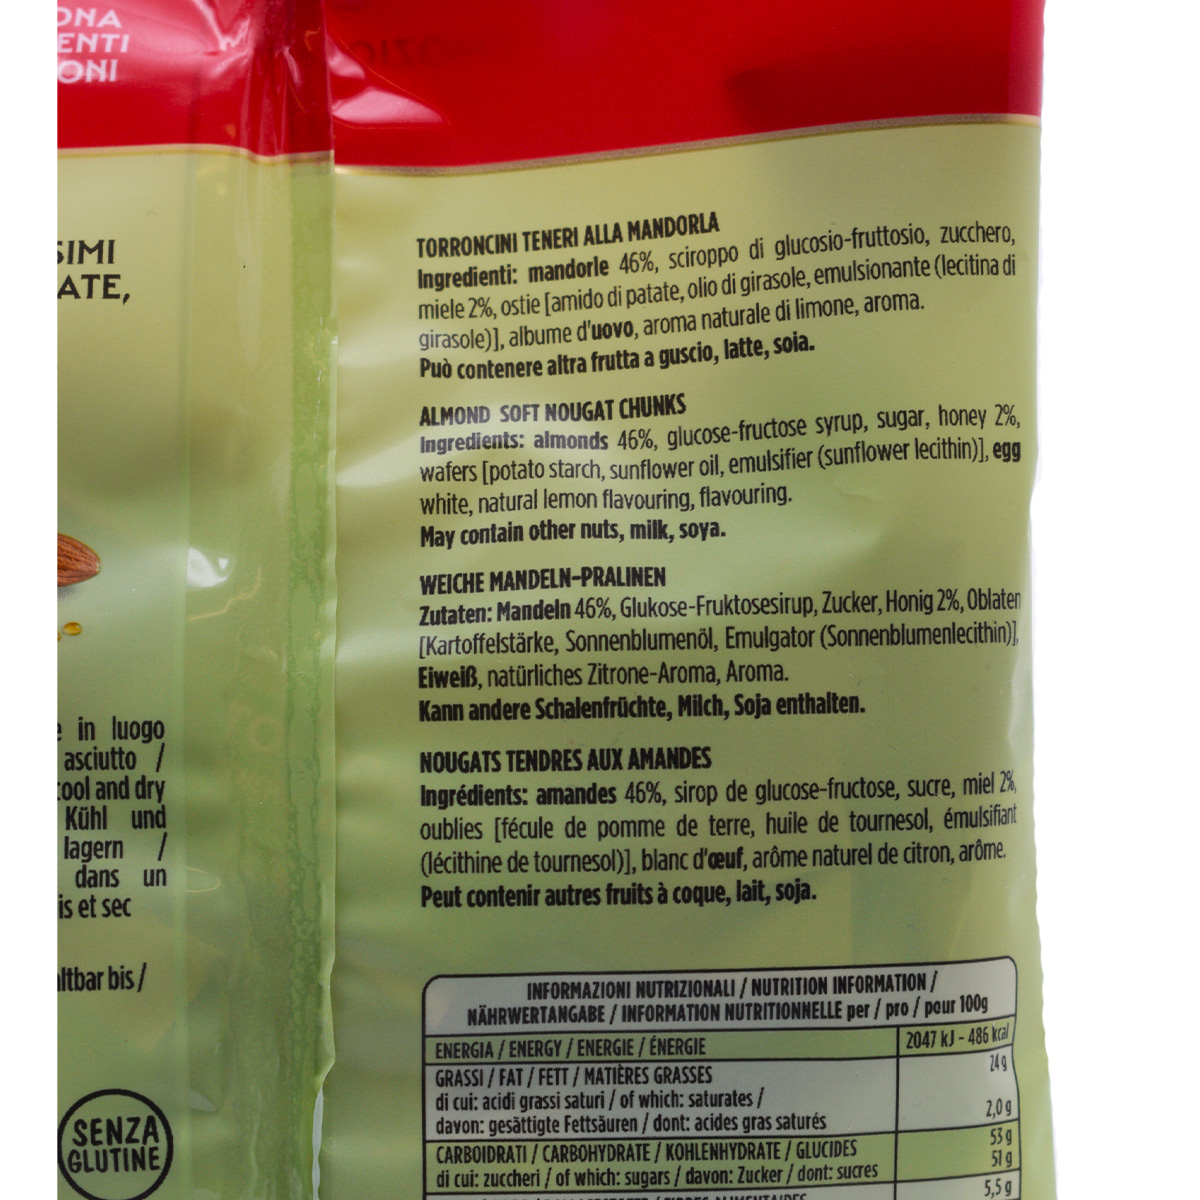 ENTI
ONI
SIMI
ATE,
in luogo
asciutto /
cool and dry
Kühl und
lagern /
dans un
is et sec
ltbar bis /
SENZA
GLUTINE
TORRONCINI TENERI ALLA MANDORLA
Ingredienti: mandorle 46%, sciroppo di glucosio-fruttosio, zucchero,
miele 2%, ostie [amido di patate, olio di girasole, emulsionante (lecitina di
girasole)], albume d'uovo, aroma naturale di limone, aroma.
Può contenere altra frutta a guscio, latte, soia.
ALMOND SOFT NOUGAT CHUNKS
Ingredients: almonds 46%, glucose-fructose syrup, sugar, honey 2%,
wafers [potato starch, sunflower oil, emulsifier (sunflower lecithin)], egg
white, natural lemon flavouring, flavouring.
May contain other nuts, milk, soya.
WEICHE MANDELN-PRALINEN
Zutaten: Mandeln 46%, Glukose-Fruktosesirup, Zucker, Honig 2%, Oblaten
[Kartoffelstärke, Sonnenblumenöl, Emulgator (Sonnenblumenlecithin)],
Eiweiß, natürliches Zitrone-Aroma, Aroma.
Kann andere Schalenfrüchte, Milch, Soja enthalten.
NOUGATS TENDRES AUX AMANDES
Ingrédients: amandes 46%, sirop de glucose-fructose, sucre, miel 2%,
oublies [fécule de pomme de terre, huile de tournesol, émulsifiant
(lécithine de tournesol)], blanc d'œuf, arôme naturel de citron, arôme.
Peut contenir autres fruits à coque, lait, soja.
INFORMAZIONI NUTRIZIONALI / NUTRITION INFORMATION /
NÄHRWERTANGABE / INFORMATION NUTRITIONNELLE per / pro / pour 100g
ENERGIA / ENERGY / ENERGIE / ÉNERGIE 2047 kJ - 486 kcal
GRASSI / FAT / FETT / MATIÈRES GRASSES 24 g
di cui: acidi grassi saturi / of which: saturates /
davon: gesättigte Fettsäuren / dont: acides gras saturés 2,0 g
CARBOIDRATI / CARBOHYDRATE / KOHLENHYDRATE / GLUCIDES 53 g
di cui: zuccheri / of which: sugars / davon: Zucker / dont: sucres 51 g
5,5 g